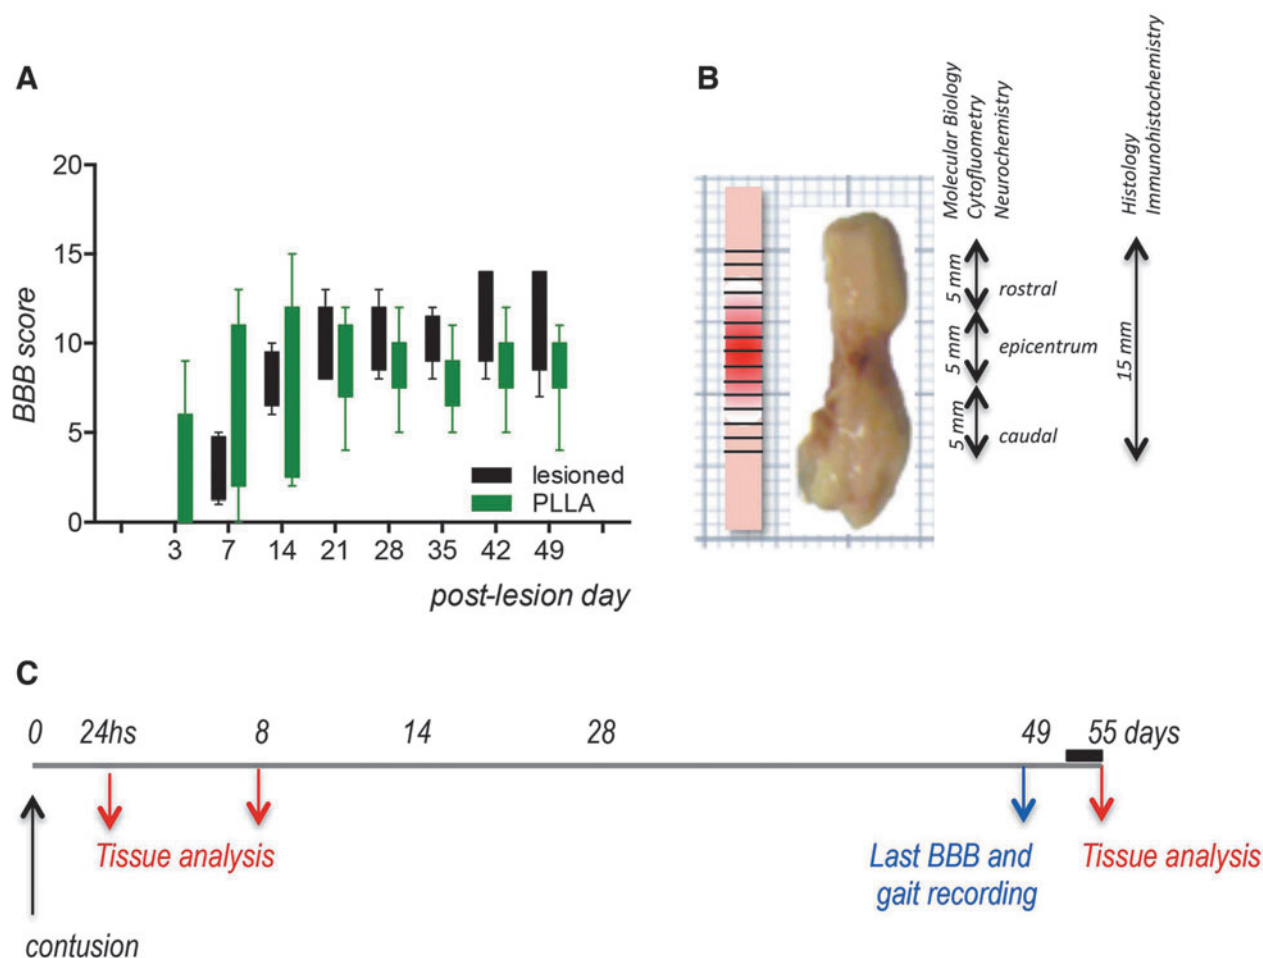 A
20
15
10
5
0
BBB score
lesioned
PLLA
3 7 14 21 28 35 42 49
post-lesion day
B
Molecular Biology
Cytofluometry
Neurochemistry
Histology
Immunohistochemistry
5 mm
rostral
5 mm
epicentrum
5 mm
caudal
15 mm
C
0 24hs 8 14 28 49 55 days
Tissue analysis
Last BBB and
gait recording
Tissue analysis
contusion